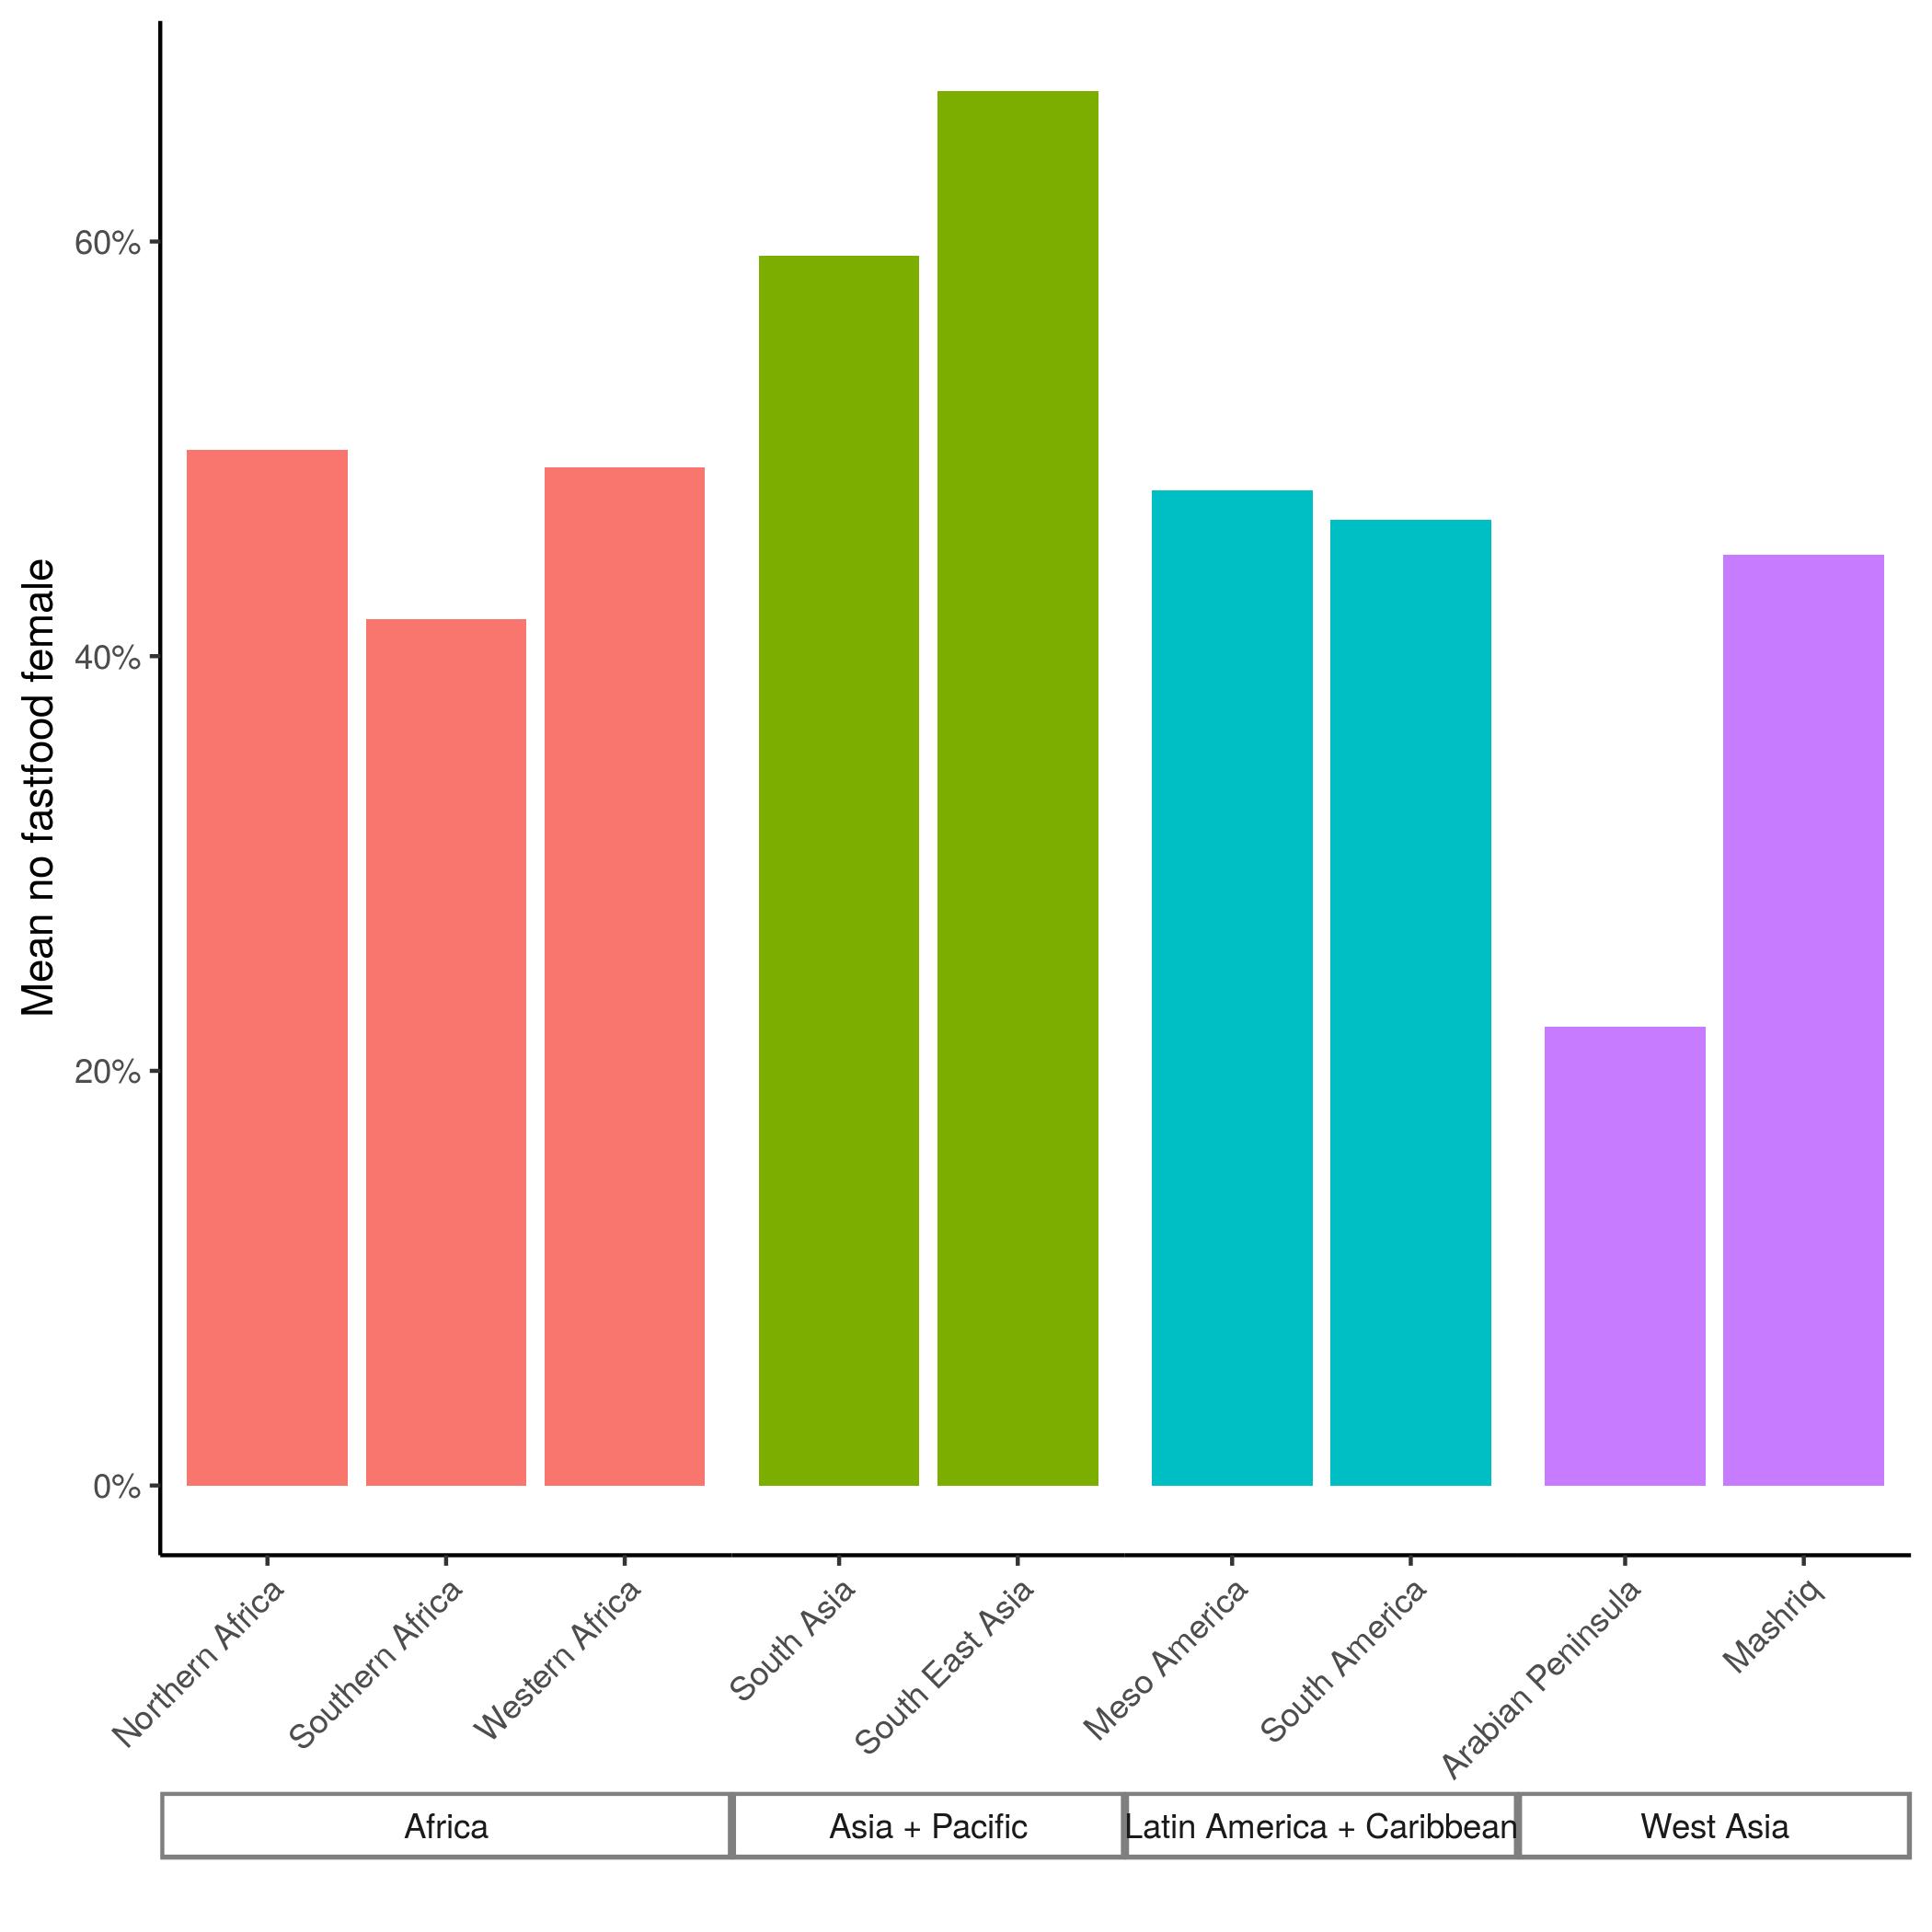 Mean no fastfood female
60%
40%
20%
0%
Northern Africa
Southern Africa
Western Africa
South Asia
South East Asia
Meso America
South America
Arabian Peninsula
Mashriq
Africa
Asia + Pacific
Latin America + Caribbean
West Asia